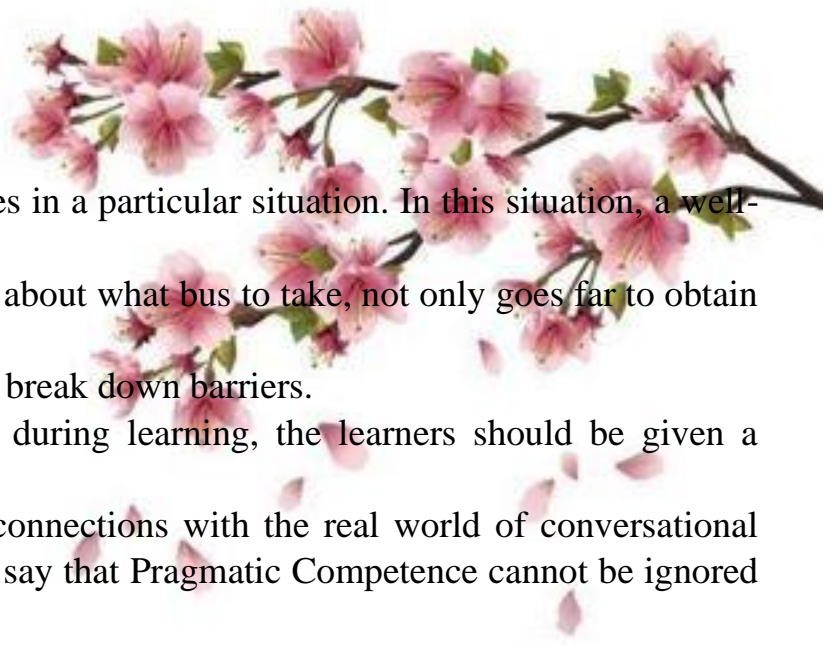 es in a particular situation. In this situation, a well-
about what bus to take, not only goes far to obtain
break down barriers.
during learning, the learners should be given a
connections with the real world of conversational
say that Pragmatic Competence cannot be ignored